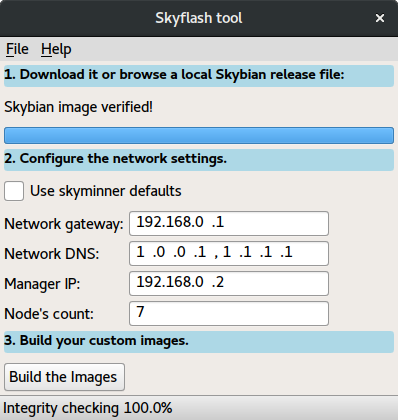 Skyflash tool ×
File Help
1. Download it or browse a local Skybian release file:
Skybian image verified!
2. Configure the network settings.
Use skyminner defaults
Network gateway: 192.168.0 .1
Network DNS: 1 .0 .0 .1 , 1 .1 .1 .1
Manager IP: 192.168.0 .2
Node's count: 7
3. Build your custom images.
Build the Images
Integrity checking 100.0%